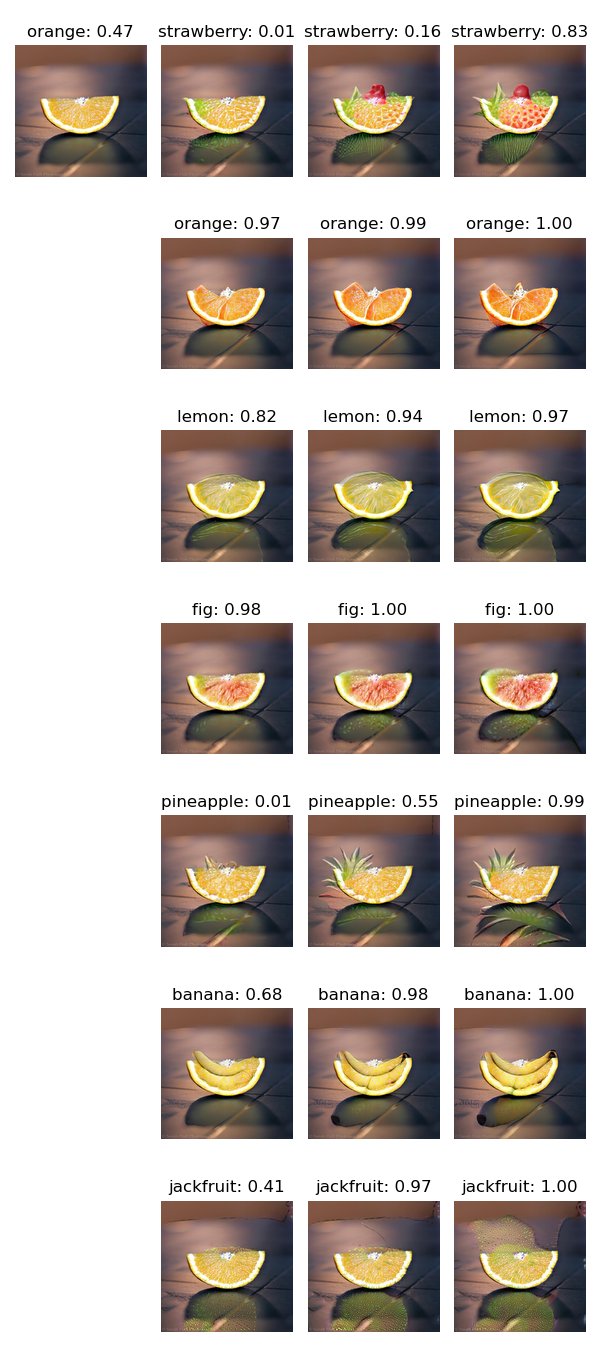 orange: 0.47 strawberry: 0.01 strawberry: 0.16 strawberry: 0.83
orange: 0.97 orange: 0.99 orange: 1.00
lemon: 0.82 lemon: 0.94 lemon: 0.97
fig: 0.98 fig: 1.00 fig: 1.00
pineapple: 0.01 pineapple: 0.55 pineapple: 0.99
banana: 0.68 banana: 0.98 banana: 1.00
jackfruit: 0.41 jackfruit: 0.97 jackfruit: 1.00